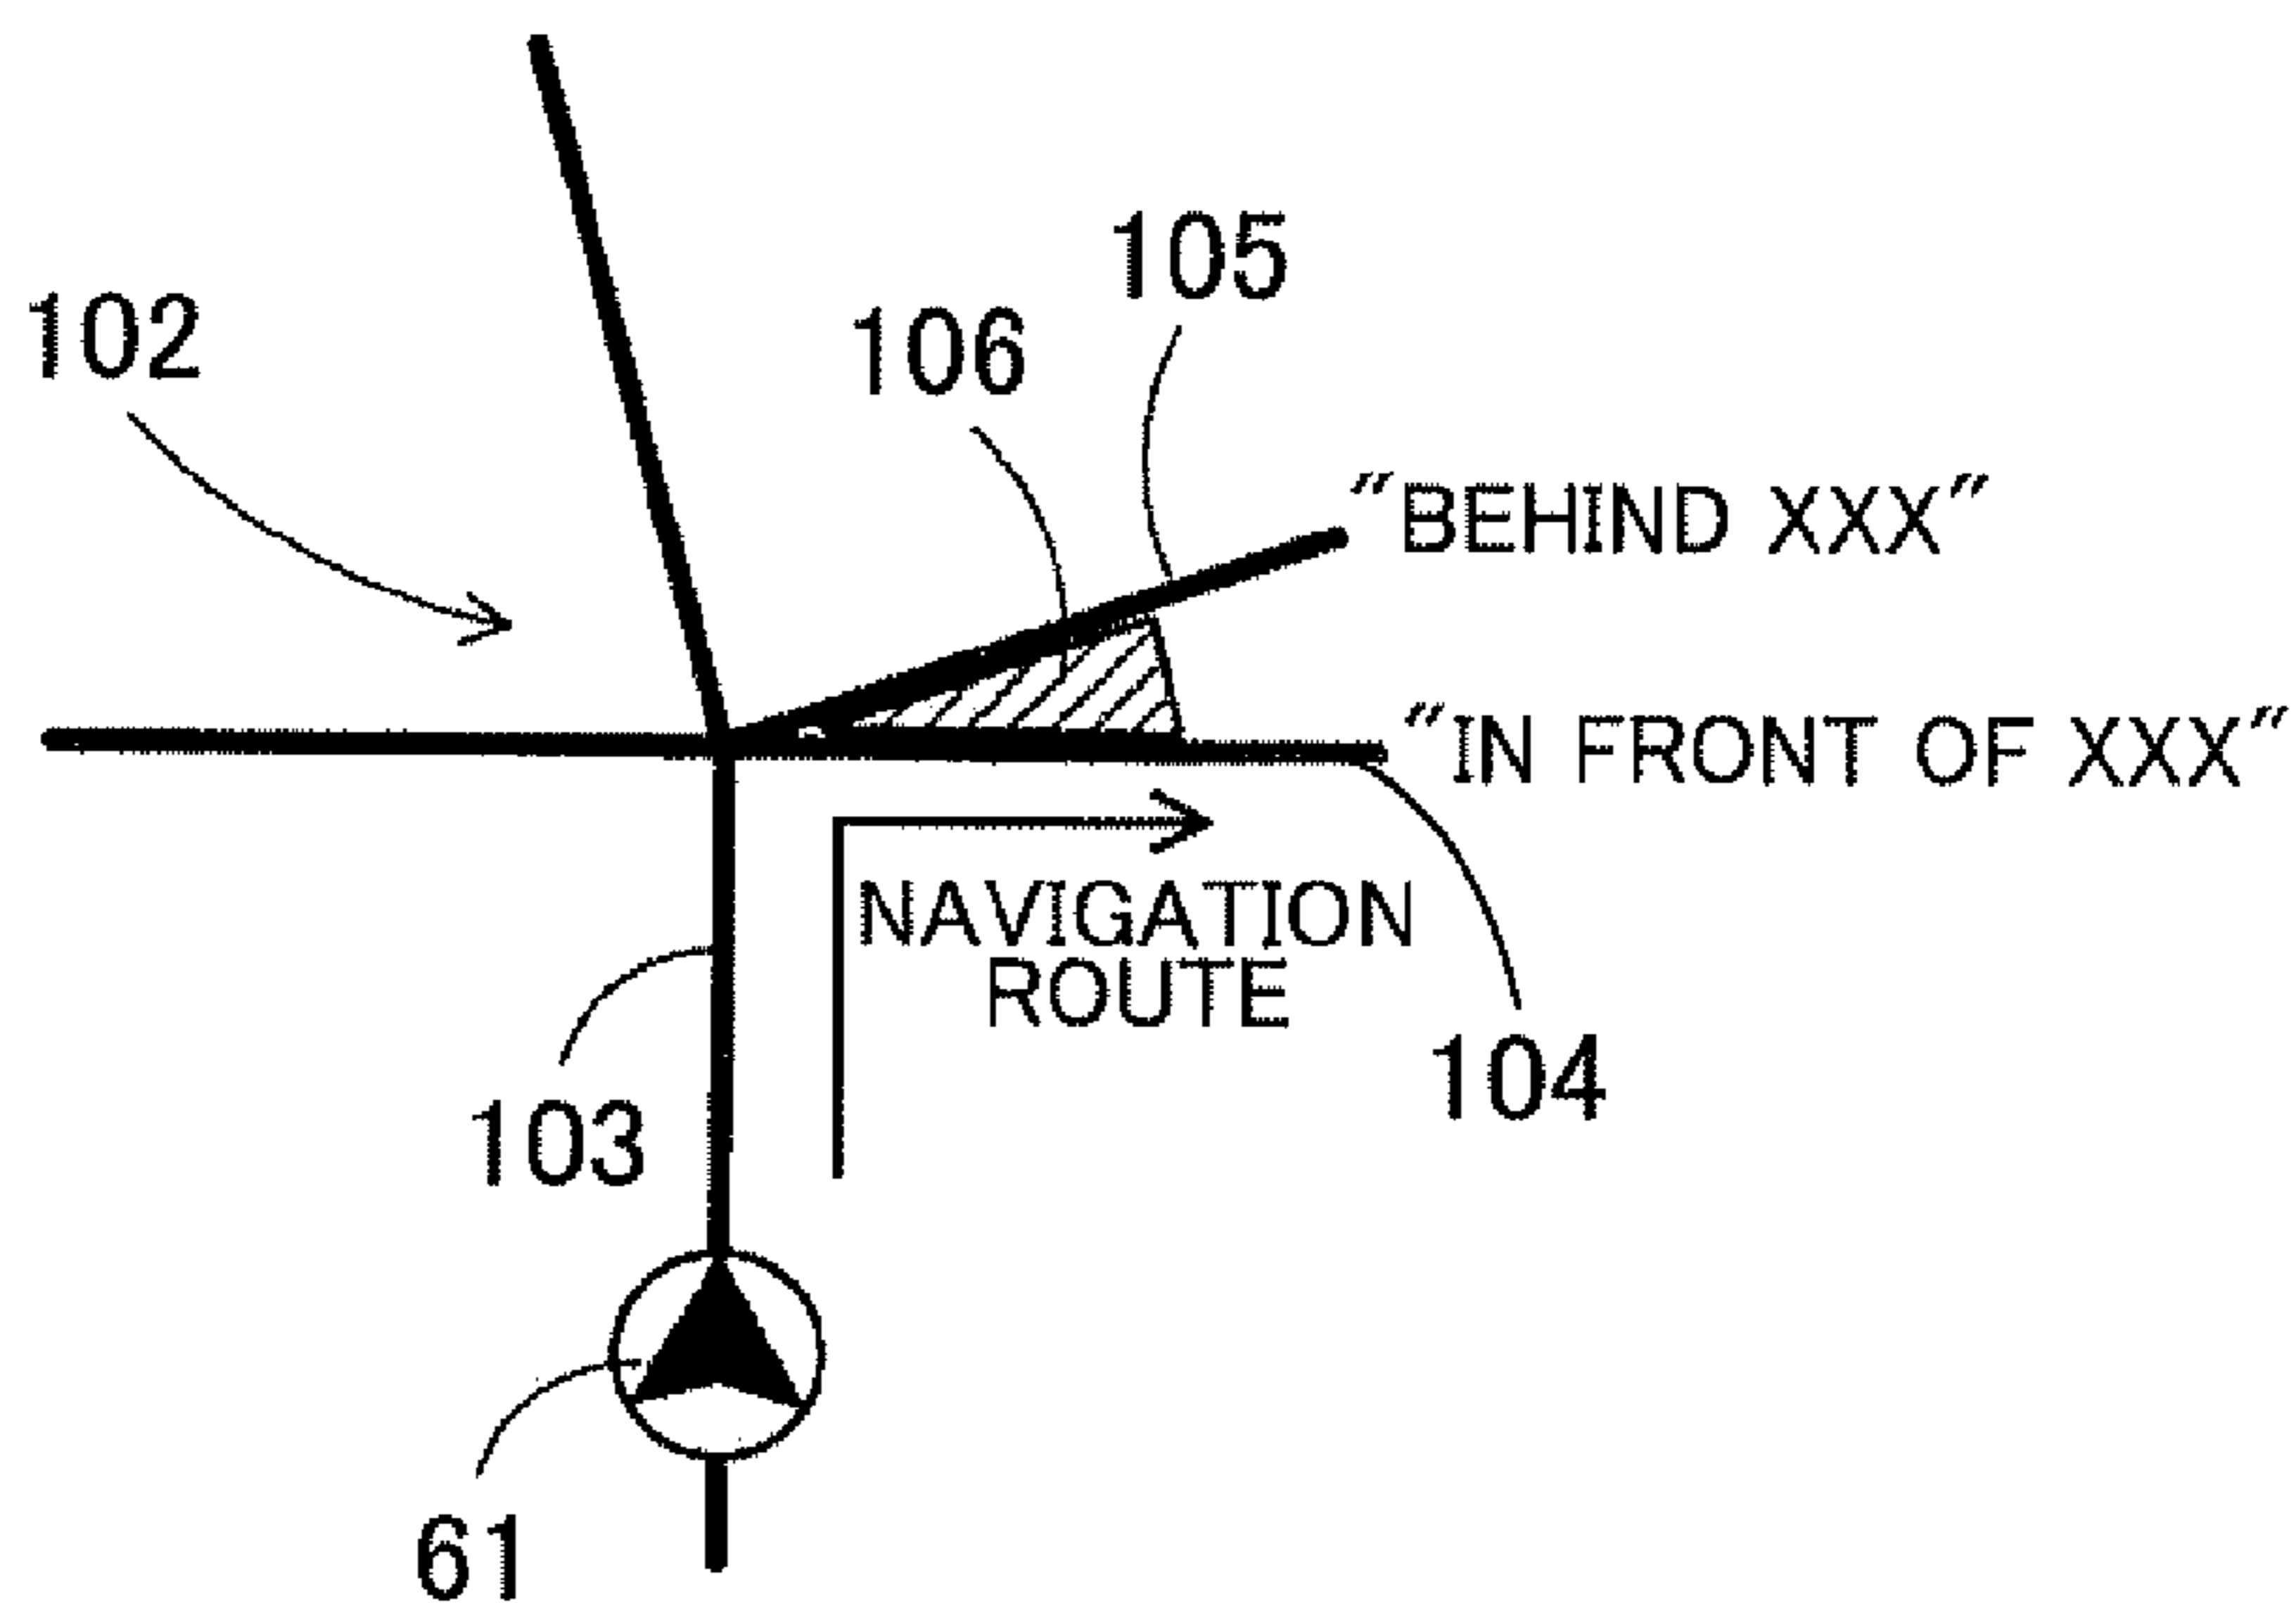 105
102
106
"BEHIND XXX"
"IN FRONT OF XXX"
NAVIGATION
ROUTE
104
103
61